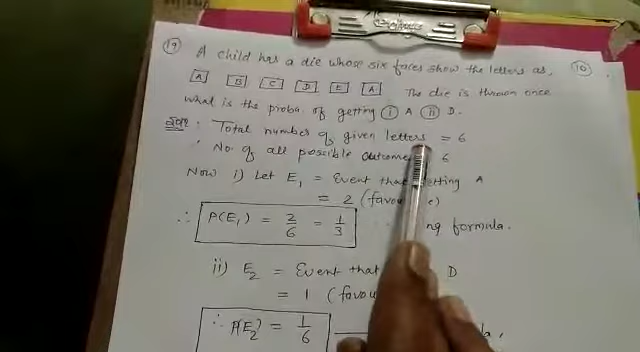 19 A child has a die whose six faces show the letters as, 10
A B C D E A The die is thrown once
what is the proba. of getting (i) A (ii) D.
Total number of given letters = 6
∴ No. of all possible outcome 6
Now i) Let E₁ = Event that getting A
= 2 (favou e)
∴ P(E₁) = 2/6 = 1/3 ng formula.
ii) E₂ = Event that D
= 1 (favou
∴ P(E₂) = 1/6